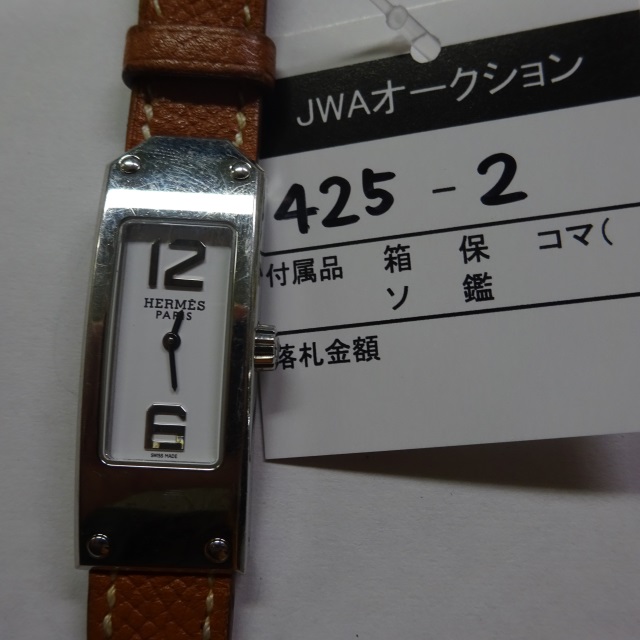 JWAオークション
425-2
付属品 箱 保 コマ(
ソ 鑑
落札金額
12
HERMÈS
PARIS
6
SWISS MADE